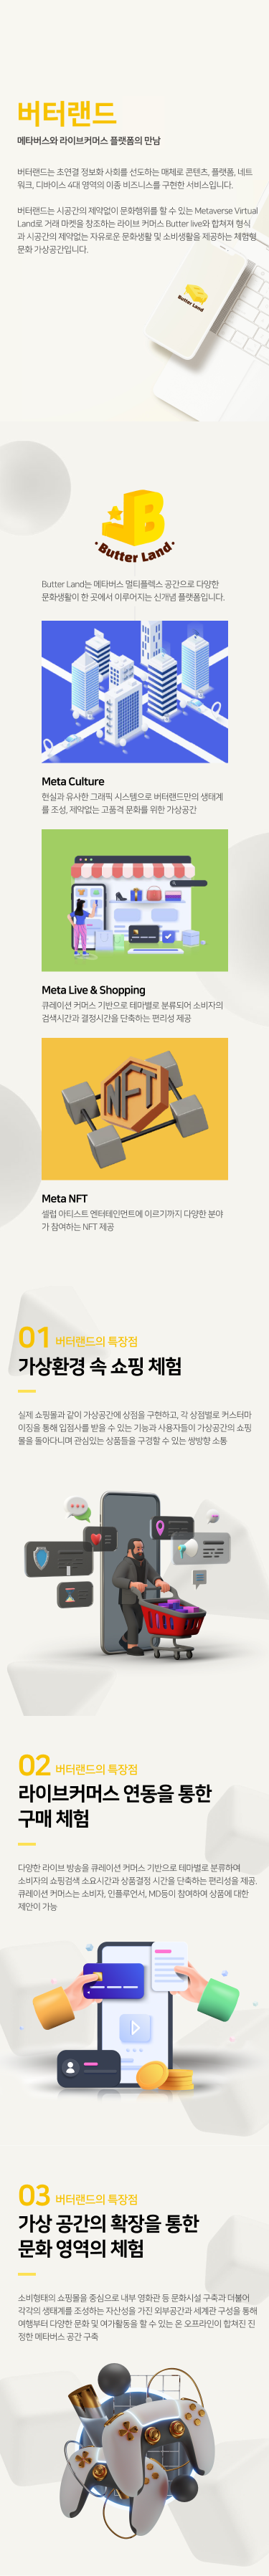 버터랜드
메타버스와 라이브커머스 플랫폼의 만남
버터랜드는 초연결 정보화 사회를 선도하는 매체로 콘텐츠, 플랫폼, 네트
워크, 디바이스 4대 영역의 이종 비즈니스를 구현한 서비스입니다.
버터랜드는 시공간의 제약없이 문화행위를 할 수 있는 Metaverse Virtual
Land로 거래 마켓을 창조하는 라이브 커머스 Butter live와 합쳐져 형식
과 시공간의 제약없는 자유로운 문화생활 및 소비생활을 제공하는 체험형
문화 가상공간입니다.
Butter Land
B
Butter Land
Butter Land는 메타버스 멀티플렉스 공간으로 다양한
문화생활이 한 곳에서 이루어지는 신개념 플랫폼입니다.
Meta Culture
현실과 유사한 그래픽 시스템으로 버터랜드만의 생태계
를 조성, 제약없는 고품격 문화를 위한 가상공간
Meta Live & Shopping
큐레이션 커머스 기반으로 테마별로 분류되어 소비자의
검색시간과 결정시간을 단축하는 편리성 제공
NFT
Meta NFT
셀럽 아티스트 엔터테인먼트에 이르기까지 다양한 분야
가 참여하는 NFT 제공
01 버터랜드의 특장점
가상환경 속 쇼핑 체험
실제 쇼핑몰과 같이 가상공간에 상점을 구현하고, 각 상점별로 커스터마
이징을 통해 입점사를 받을 수 있는 기능과 사용자들이 가상공간의 쇼핑
몰을 돌아다니며 관심있는 상품들을 구경할 수 있는 쌍방향 소통
02 버터랜드의 특장점
라이브커머스 연동을 통한
구매 체험
다양한 라이브 방송을 큐레이션 커머스 기반으로 테마별로 분류하여
소비자의 쇼핑검색 소요시간과 상품결정 시간을 단축하는 편리성을 제공.
큐레이션 커머스는 소비자, 인플루언서, MD등이 참여하여 상품에 대한
제안이 가능
03 버터랜드의 특장점
가상 공간의 확장을 통한
문화 영역의 체험
소비형태의 쇼핑몰을 중심으로 내부 영화관 등 문화시설 구축과 더불어
각각의 생태계를 조성하는 자산성을 가진 외부공간과 세계관 구성을 통해
여행부터 다양한 문화 및 여가활동을 할 수 있는 온 오프라인이 합쳐진 진
정한 메타버스 공간 구축